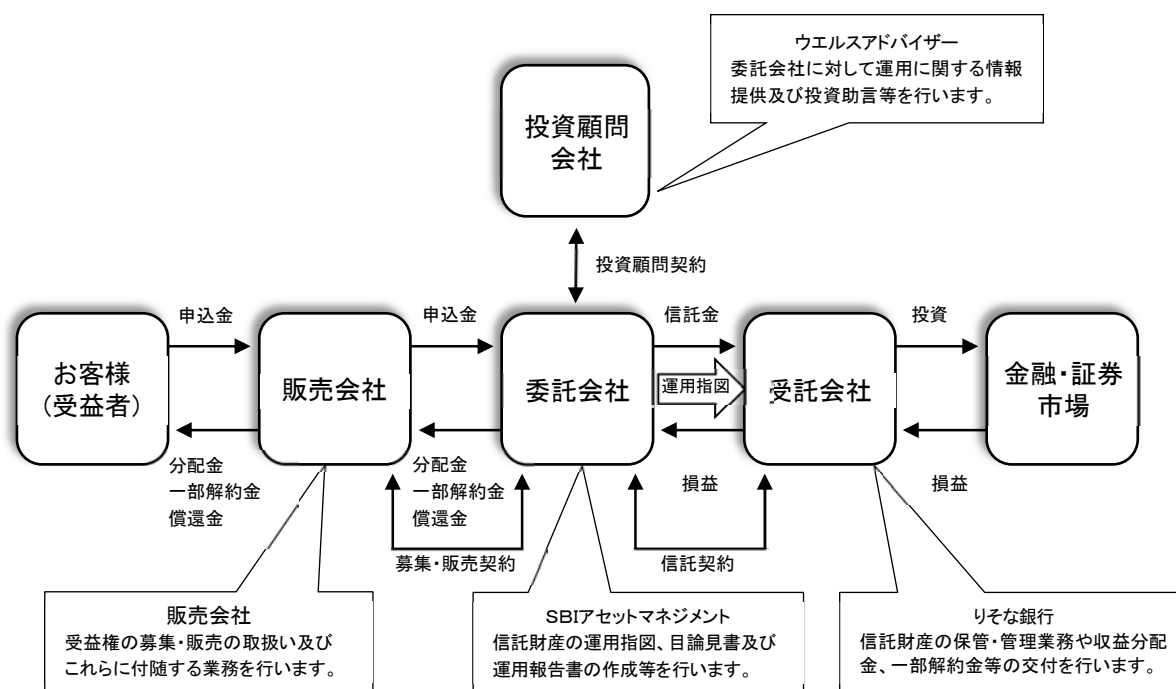 ウエルスアドバイザー
委託会社に対して運用に関する情報
提供及び投資助言等を行います。
投資顧問
会社
投資顧問契約
申込金
申込金
信託金
投資
お客様
(受益者)
販売会社
委託会社
運用指図
受託会社
金融・証券
市場
分配金
一部解約金
償還金
分配金
一部解約金
償還金
損益
損益
募集・販売契約
信託契約
販売会社
受益権の募集・販売の取扱い及び
これらに付随する業務を行います。
SBIアセットマネジメント
信託財産の運用指図、目論見書及び
運用報告書の作成等を行います。
りそな銀行
信託財産の保管・管理業務や収益分配
金、一部解約金等の交付を行います。